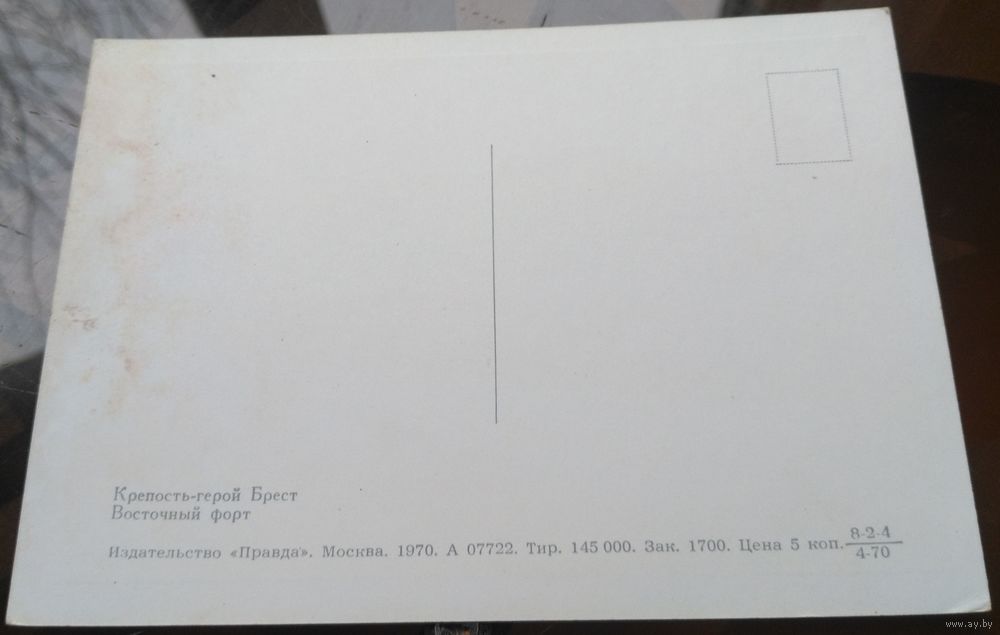 Крепость-герой Брест
Восточный форт
Издательство «Правда». Москва. 1970. А 07722. Тир. 145 000. Зак. 1700. Цена 5 коп. 8-2-4
4-70
www.ay.by